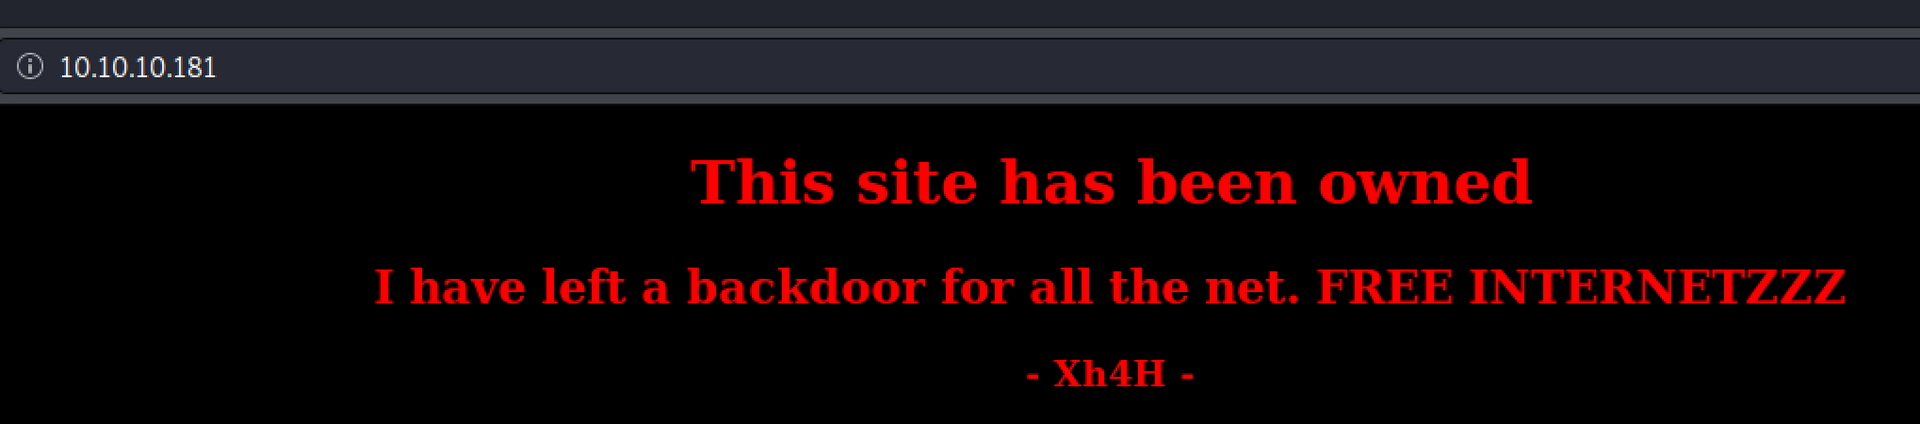 10.10.10.181
This site has been owned
I have left a backdoor for all the net. FREE INTERNETZZZ
- Xh4H -